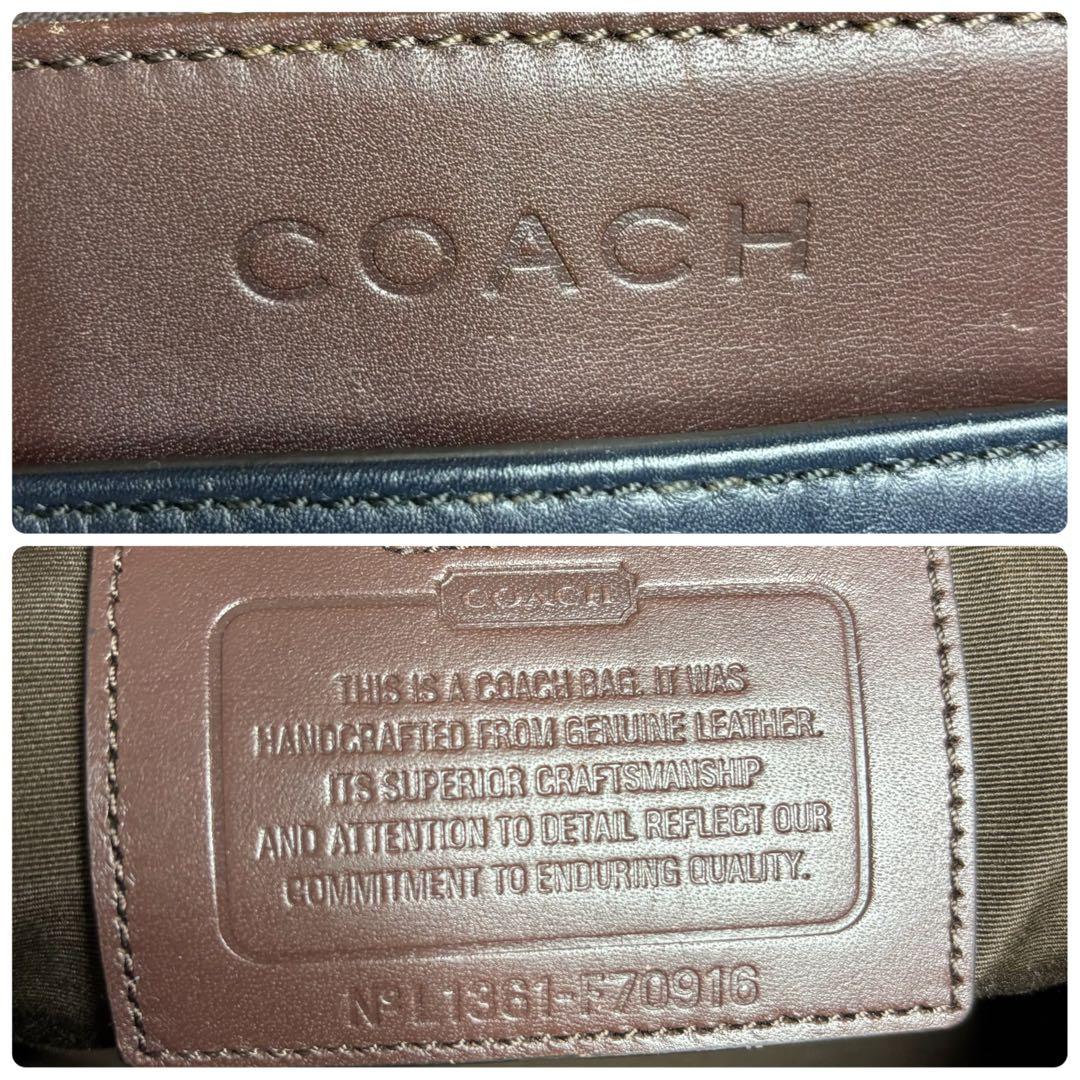 COACH
COACH
THIS IS A COACH BAG. IT WAS
HANDCRAFTED FROM GENUINE LEATHER.
ITS SUPERIOR CRAFTSMANSHIP
AND ATTENTION TO DETAIL REFLECT OUR
COMMITMENT TO ENDURING QUALITY.
Nº L1361-F70916